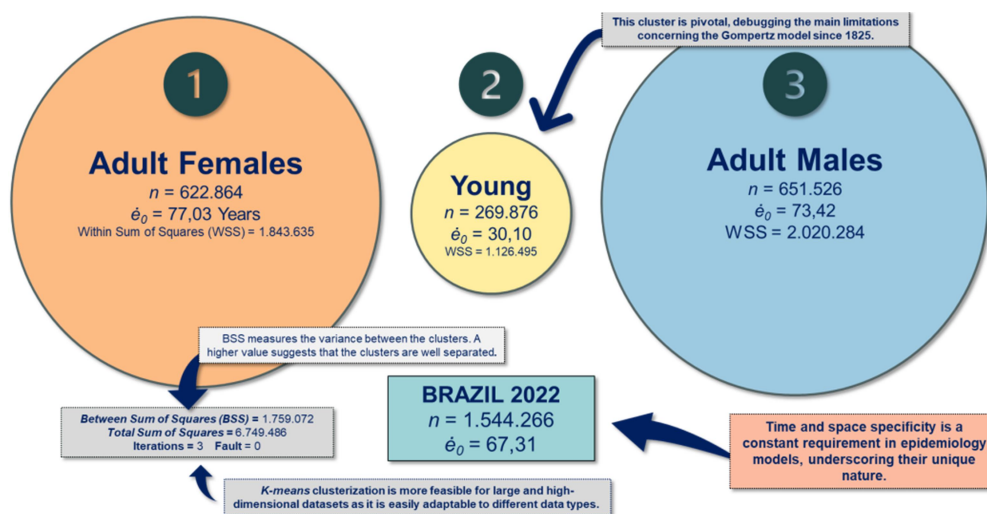 This cluster is pivotal, debugging the main limitations
concerning the Gompertz model since 1825.
1
Adult Females
n = 622.864
ė0 = 77,03 Years
Within Sum of Squares (WSS) = 1.843.635
2
Young
n = 269.876
ė0 = 30,10
WSS = 1.126.495
3
Adult Males
n = 651.526
ė0 = 73,42
WSS = 2.020.284
BSS measures the variance between the clusters. A
higher value suggests that the clusters are well separated.
Between Sum of Squares (BSS) = 1.759.072
Total Sum of Squares = 6.749.486
Iterations = 3 Fault = 0
K-means clusterization is more feasible for large and high-
dimensional datasets as it is easily adaptable to different data types.
BRAZIL 2022
n = 1.544.266
ė0 = 67,31
Time and space specificity is a
constant requirement in epidemiology
models, underscoring their unique
nature.